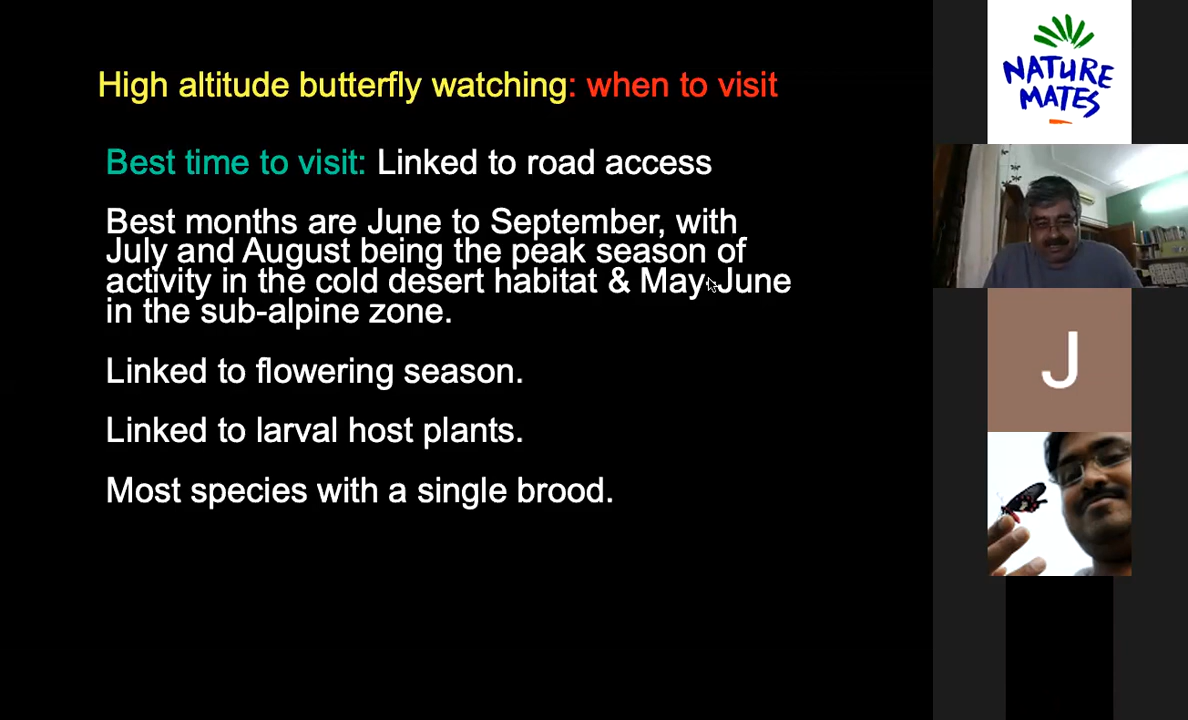 High altitude butterfly watching: when to visit
Best time to visit: Linked to road access
Best months are June to September, with
July and August being the peak season of
activity in the cold desert habitat & May-June
in the sub-alpine zone.
Linked to flowering season.
Linked to larval host plants.
Most species with a single brood.
NATURE
MATES
J